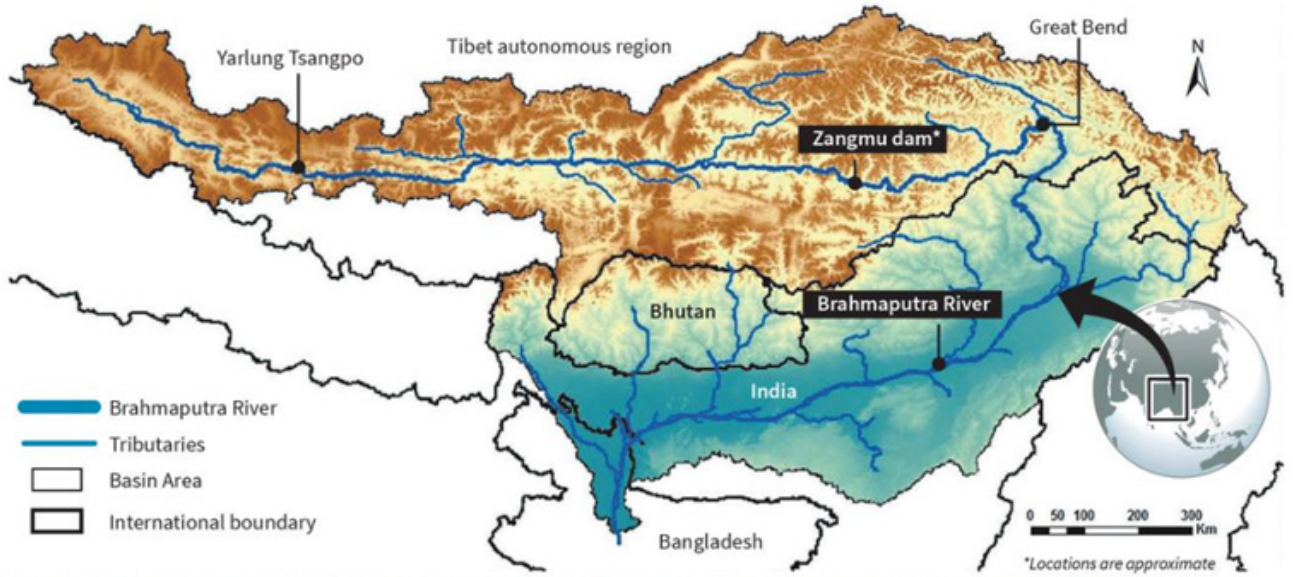 Great Bend
Tibet autonomous region
Yarlung Tsangpo
N
Zangmu dam*
Brahmaputra River
Bhutan
India
Brahmaputra River
Tributaries
Basin Area
International boundary
Bangladesh
0 50 100 200 300
Km
*Locations are approximate